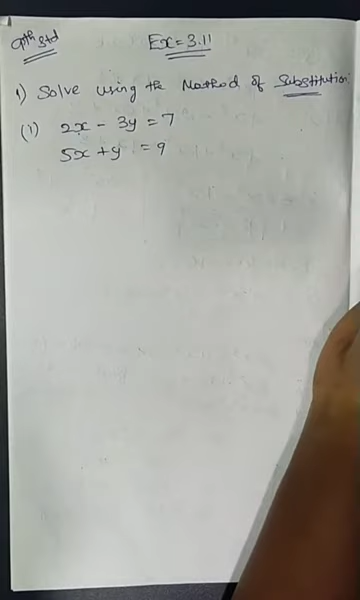 9th Std
Ex = 3.11
1) Solve using the Method of Substitution
(1) 2x - 3y = 7
5x + y = 9